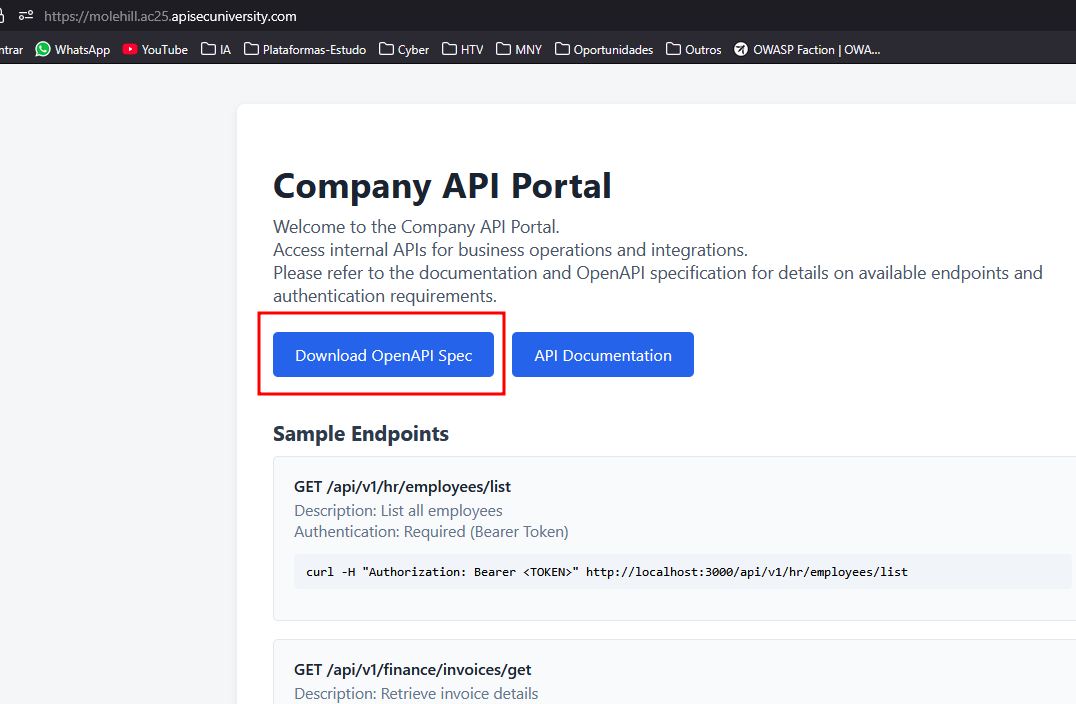 https://molehill.ac25.apisecuniversity.com
ntrar WhatsApp YouTube IA Plataformas-Estudo Cyber HTV MNY Oportunidades Outros OWASP Faction | OWA...
Company API Portal
Welcome to the Company API Portal.
Access internal APIs for business operations and integrations.
Please refer to the documentation and OpenAPI specification for details on available endpoints and
authentication requirements.
Download OpenAPI Spec API Documentation
Sample Endpoints
GET /api/v1/hr/employees/list
Description: List all employees
Authentication: Required (Bearer Token)
curl -H "Authorization: Bearer <TOKEN>" http://localhost:3000/api/v1/hr/employees/list
GET /api/v1/finance/invoices/get
Description: Retrieve invoice details